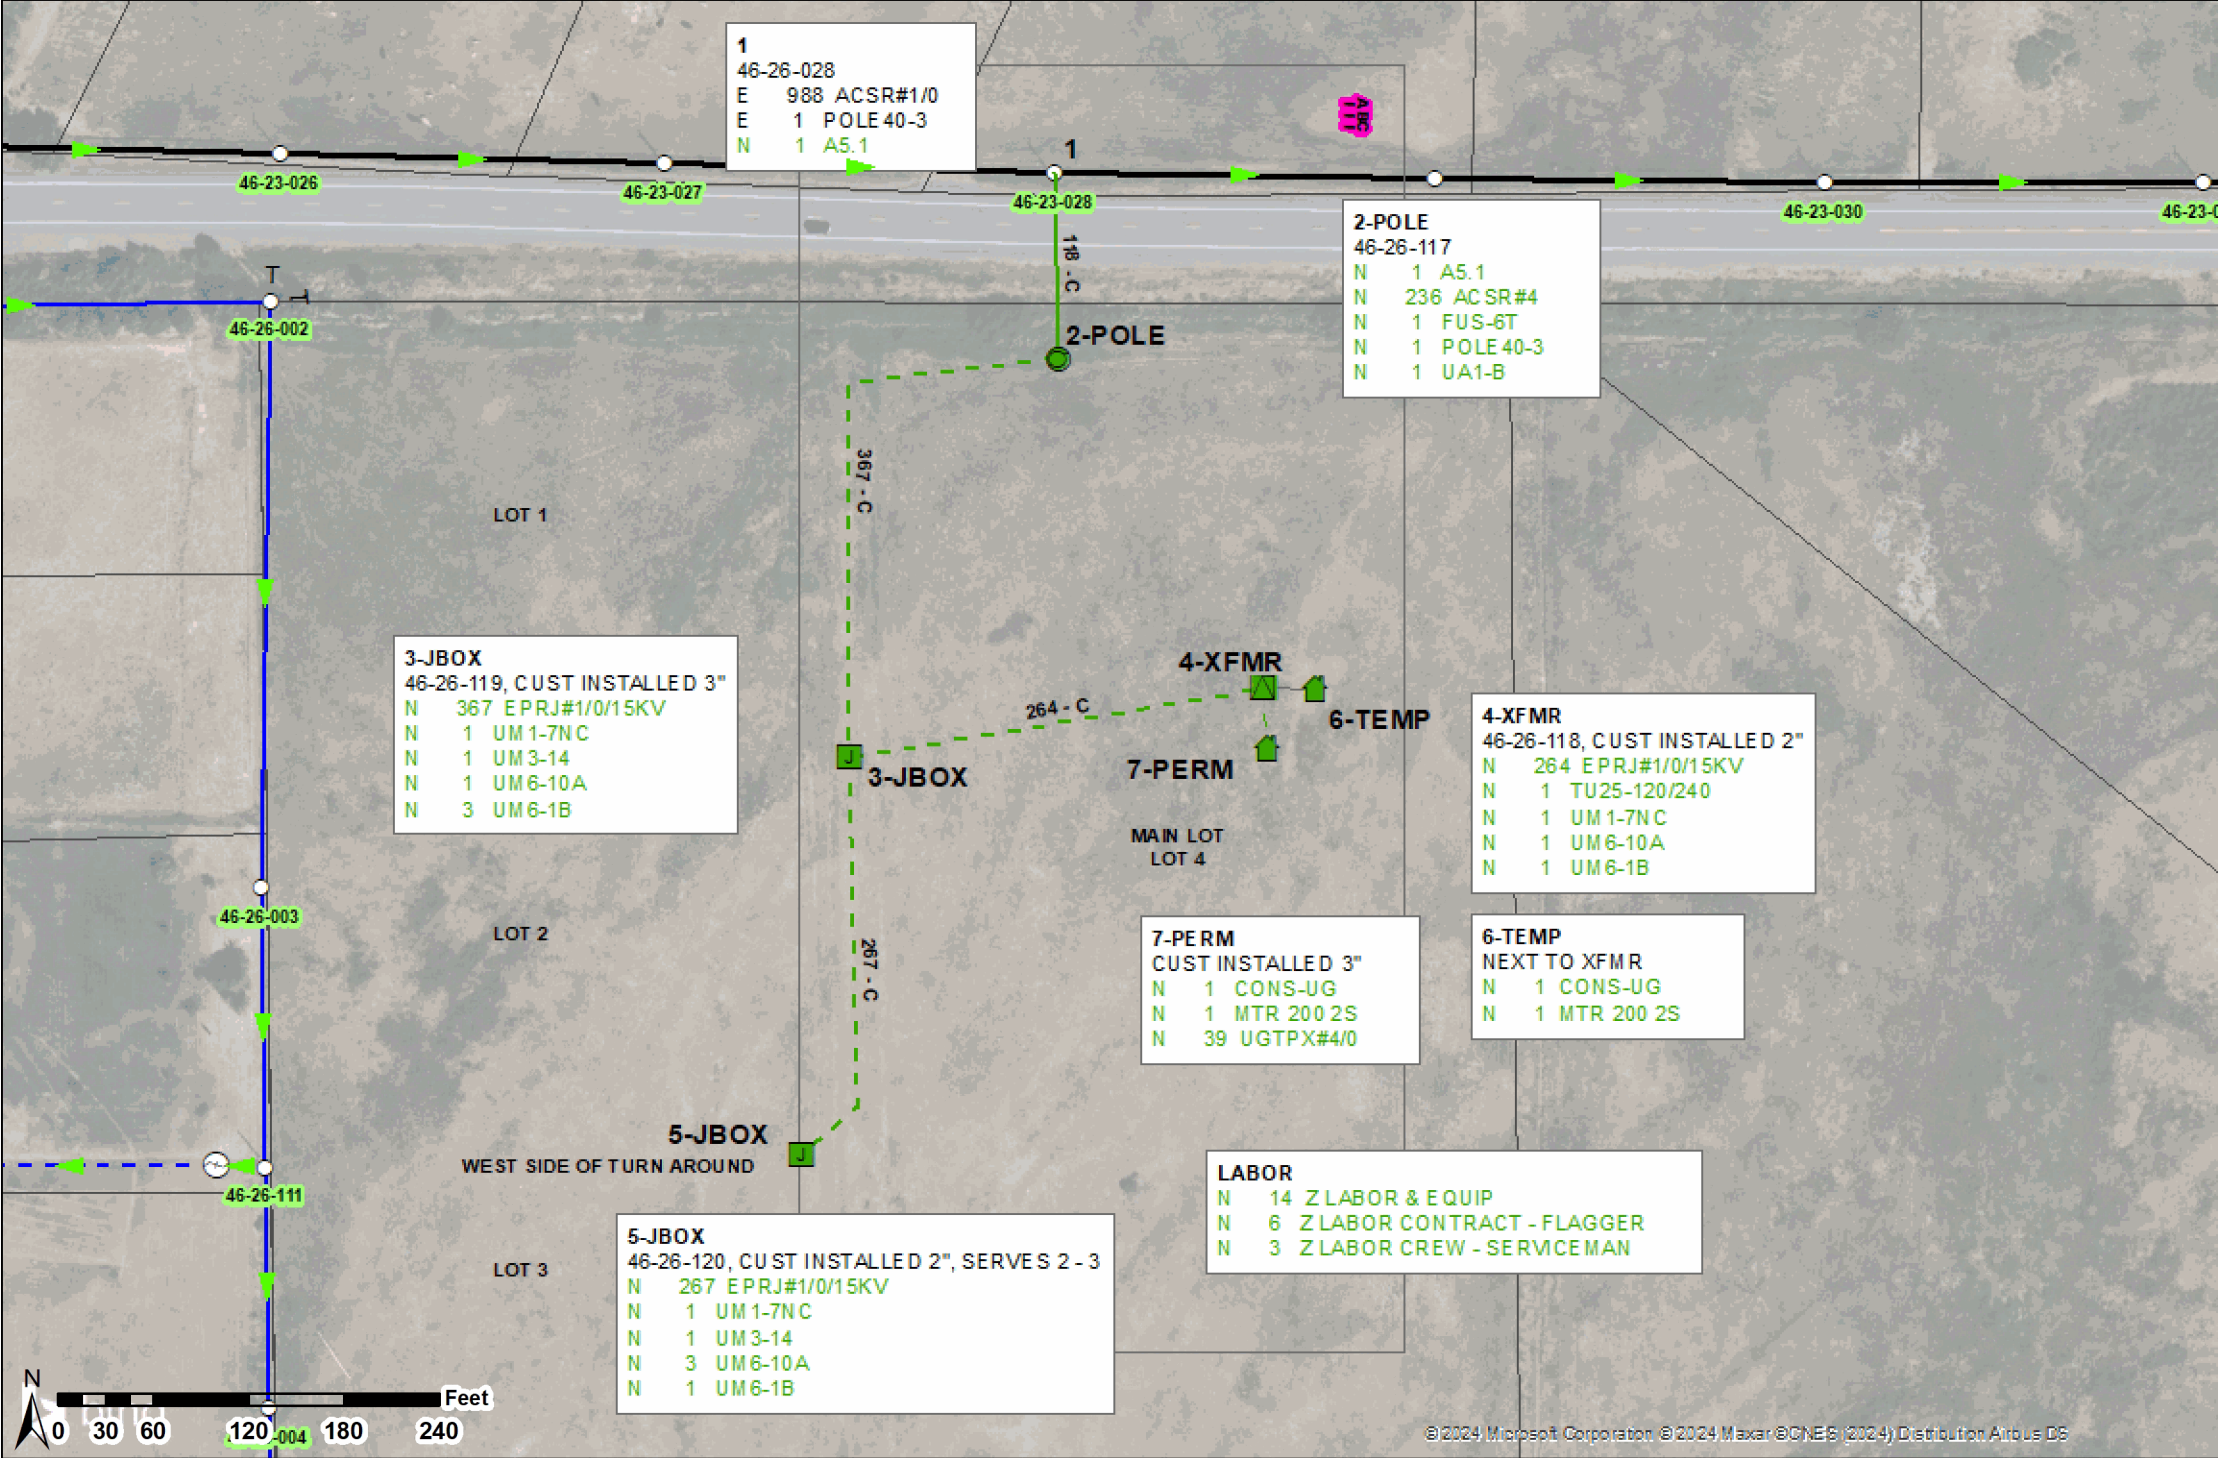 1
46-26-028
E 988 ACSR#1/0
E 1 POLE 40-3
N 1 A5.1
ABC
1
46-23-026
46-23-027
46-23-028
46-23-030
46-23-0
118 - C
2-POLE
46-26-117
N 1 A5.1
N 236 ACSR#4
N 1 FUS-6T
N 1 POLE 40-3
N 1 UA1-B
T
1
46-26-002
2-POLE
367 - C
LOT 1
3-JBOX
46-26-119, CUST INSTALLED 3"
N 367 EPRJ#1/0/15KV
N 1 UM1-7NC
N 1 UM3-14
N 1 UM6-10A
N 3 UM6-1B
4-XFMR
264 - C
6-TEMP
3-JBOX
7-PERM
4-XFMR
46-26-118, CUST INSTALLED 2"
N 264 EPRJ#1/0/15KV
N 1 TU25-120/240
N 1 UM1-7NC
N 1 UM6-10A
N 1 UM6-1B
MAIN LOT
LOT 4
46-26-003
LOT 2
267 - C
7-PERM
CUST INSTALLED 3"
N 1 CONS-UG
N 1 MTR 200 2S
N 39 UGTPX#4/0
6-TEMP
NEXT TO XFMR
N 1 CONS-UG
N 1 MTR 200 2S
5-JBOX
WEST SIDE OF TURN AROUND
46-26-111
LABOR
N 14 Z LABOR & EQUIP
N 6 Z LABOR CONTRACT - FLAGGER
N 3 Z LABOR CREW - SERVICEMAN
5-JBOX
46-26-120, CUST INSTALLED 2", SERVES 2 - 3
N 267 EPRJ#1/0/15KV
N 1 UM1-7NC
N 1 UM3-14
N 3 UM6-10A
N 1 UM6-1B
LOT 3
N
Feet
0 30 60 120 180 240
-004
© 2024 Microsoft Corporation © 2024 Maxar ©CNES (2024) Distribution Airbus DS